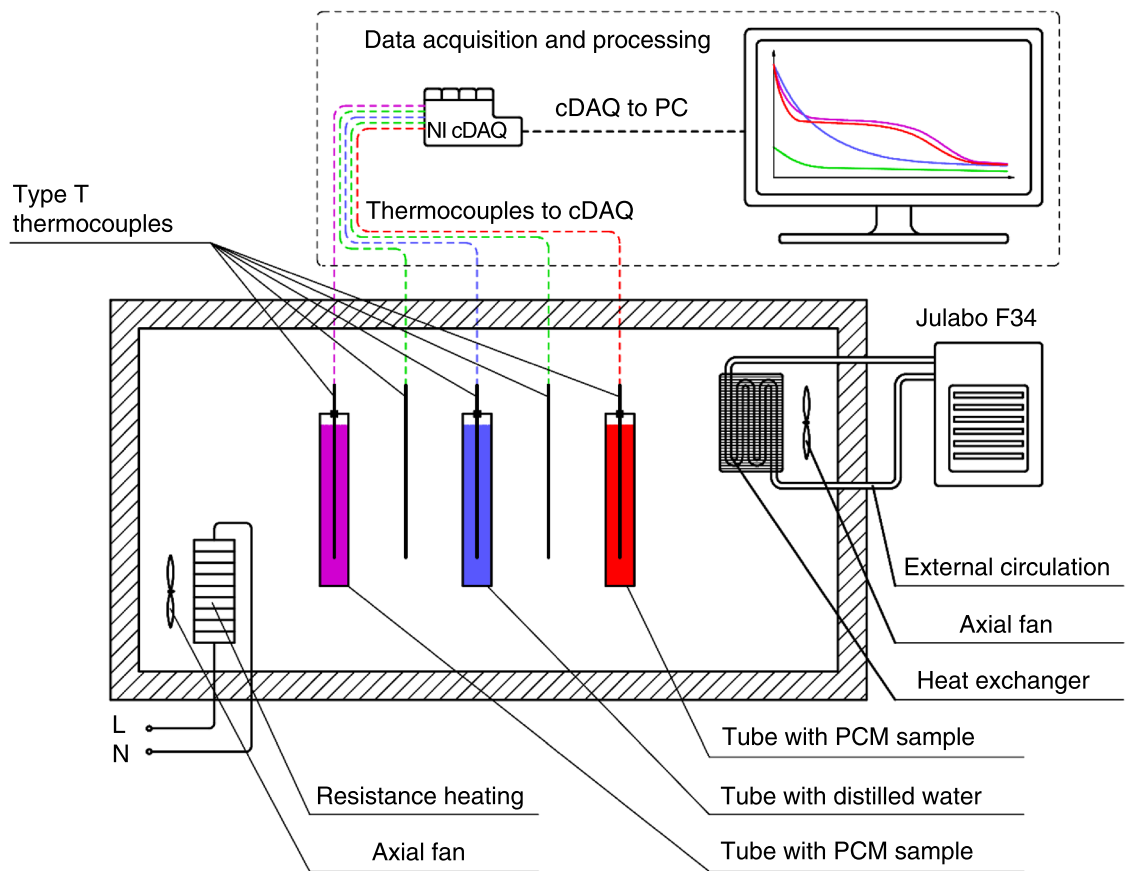 Data acquisition and processing
NI cDAQ
cDAQ to PC
Type T
thermocouples
Thermocouples to cDAQ
Julabo F34
External circulation
Axial fan
Heat exchanger
L
N
Tube with PCM sample
Resistance heating
Tube with distilled water
Axial fan
Tube with PCM sample